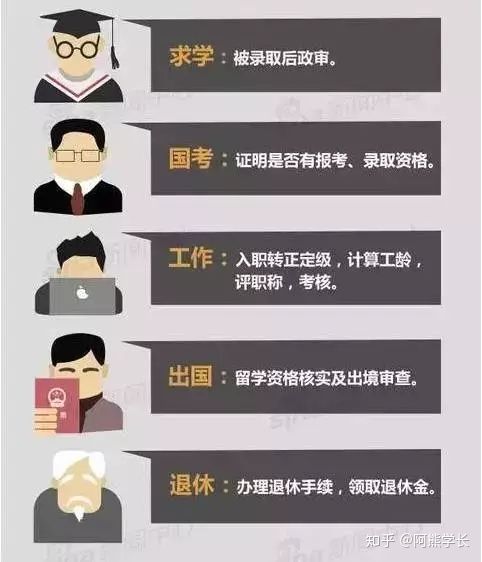 求学：被录取后政审。
国考：证明是否有报考、录取资格。
工作：入职转正定级，计算工龄，
评职称，考核。
出国：留学资格核实及出境审查。
退休：办理退休手续，领取退休金。
知乎 @阿熊学长